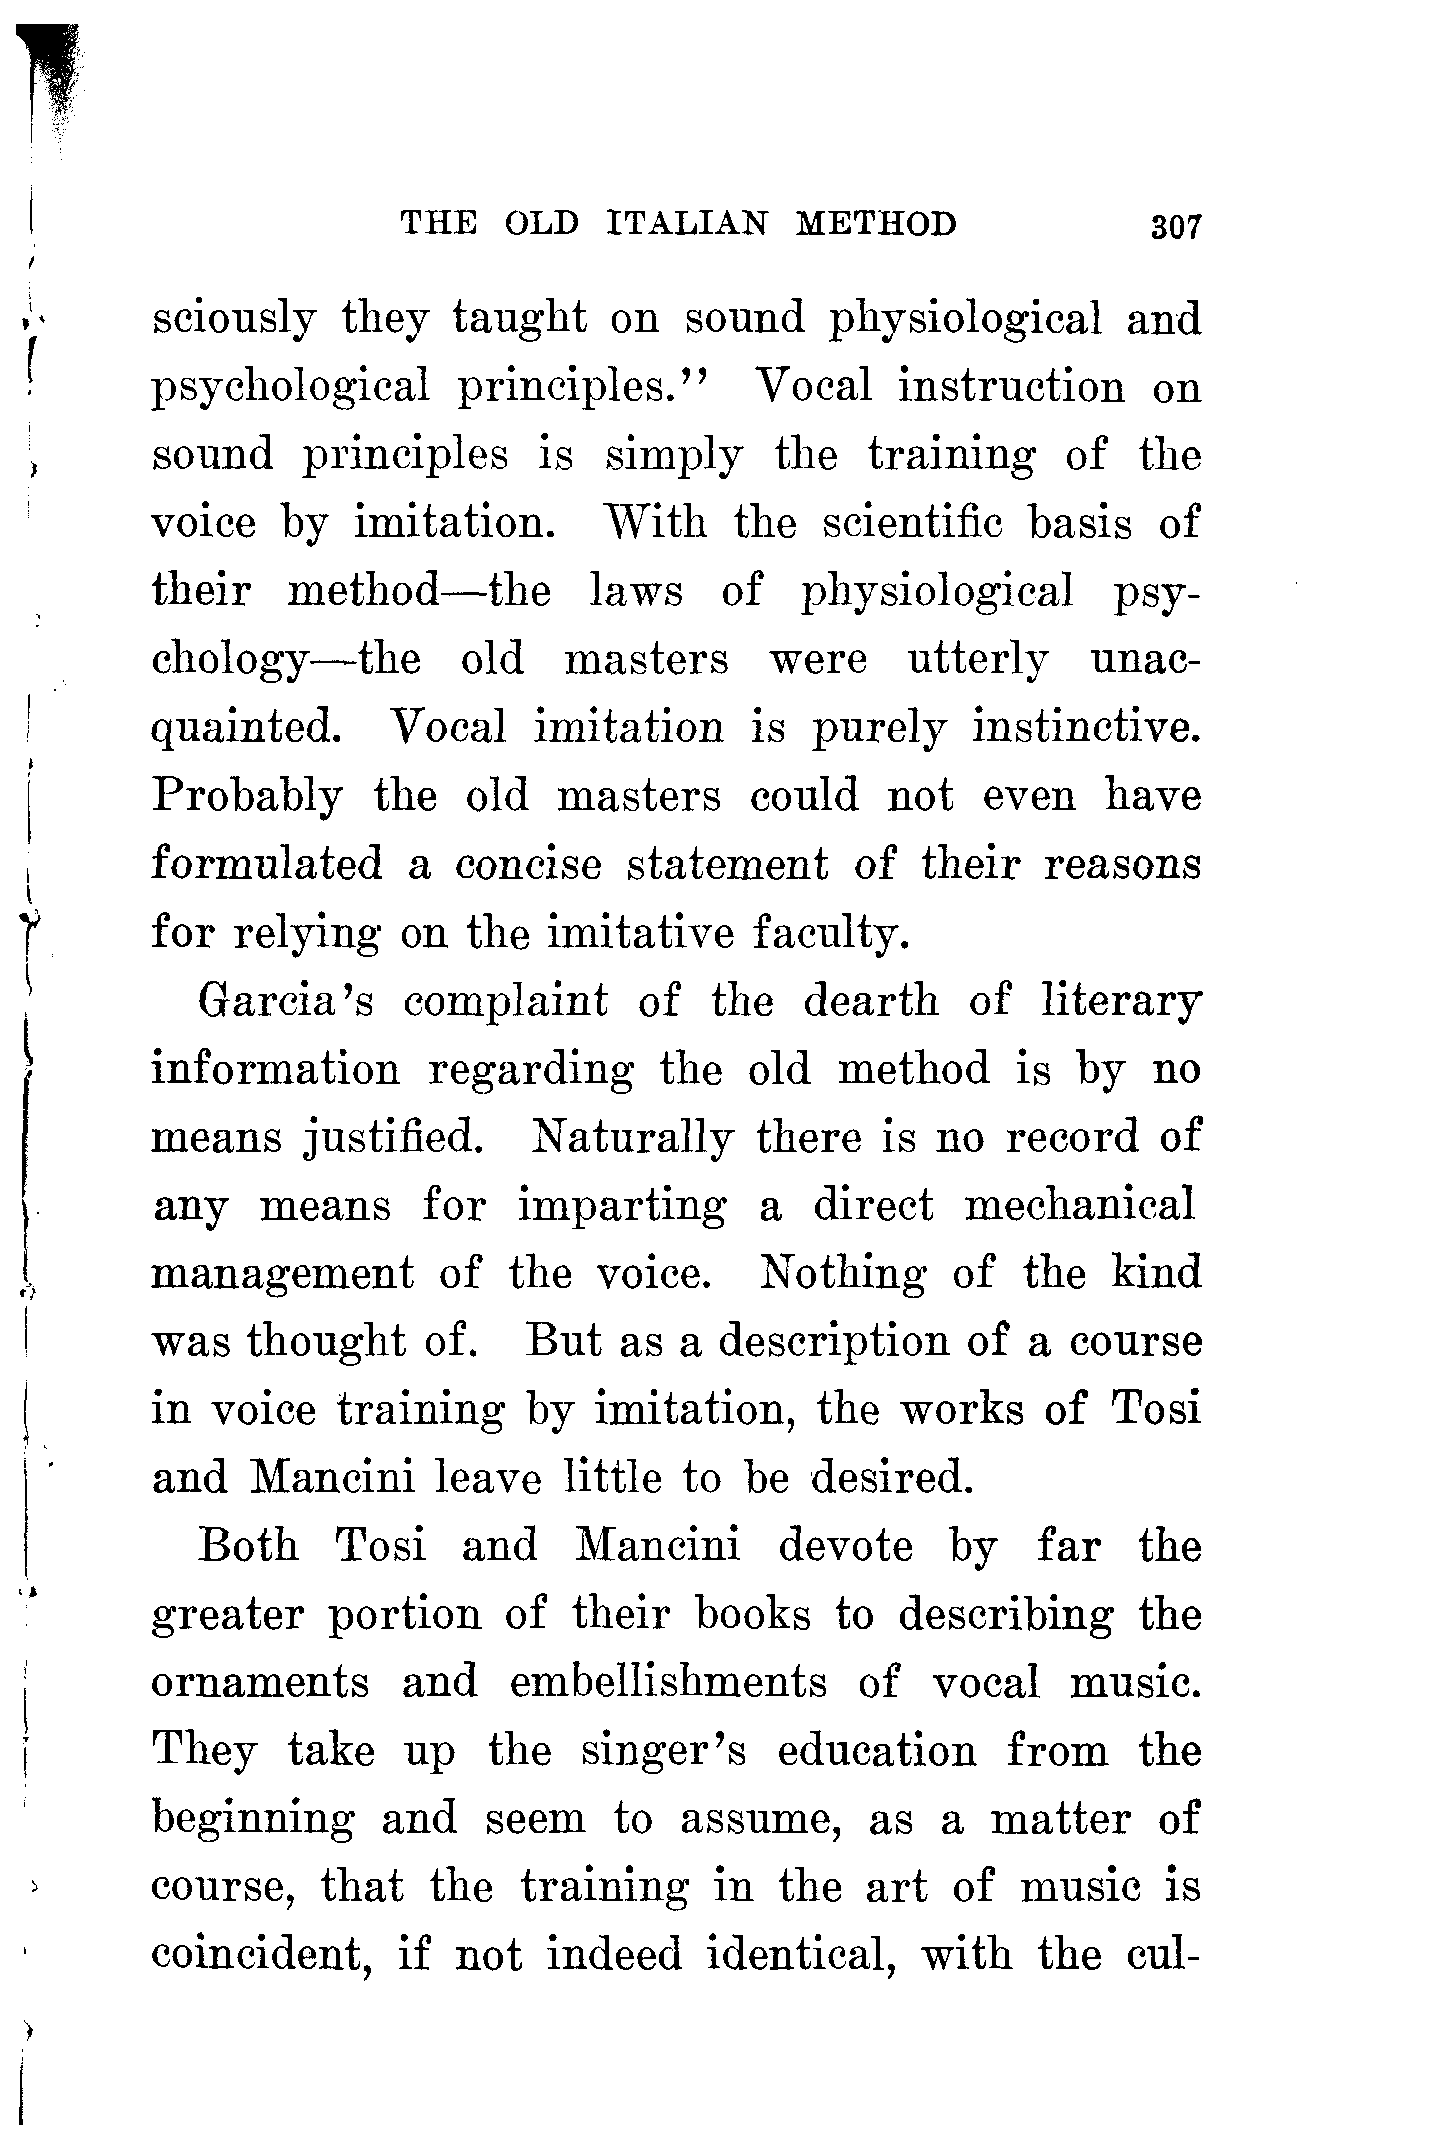 THE OLD ITALIAN METHOD 307
sciously they taught on sound physiological and
psychological principles.” Vocal instruction on
sound principles is simply the training of the
voice by imitation. With the scientific basis of
their method—the laws of physiological psy-
chology—the old masters were utterly unac-
quainted. Vocal imitation is purely instinctive.
Probably the old masters could not even have
formulated a concise statement of their reasons
for relying on the imitative faculty.
Garcia’s complaint of the dearth of literary
information regarding the old method is by no
means justified. Naturally there is no record of
any means for imparting a direct mechanical
management of the voice. Nothing of the kind
was thought of. But as a description of a course
in voice training by imitation, the works of Tosi
and Mancini leave little to be desired.
Both Tosi and Mancini devote by far the
greater portion of their books to describing the
ornaments and embellishments of vocal music.
They take up the singer’s education from the
beginning and seem to assume, as a matter of
course, that the training in the art of music is
coincident, if not indeed identical, with the cul-